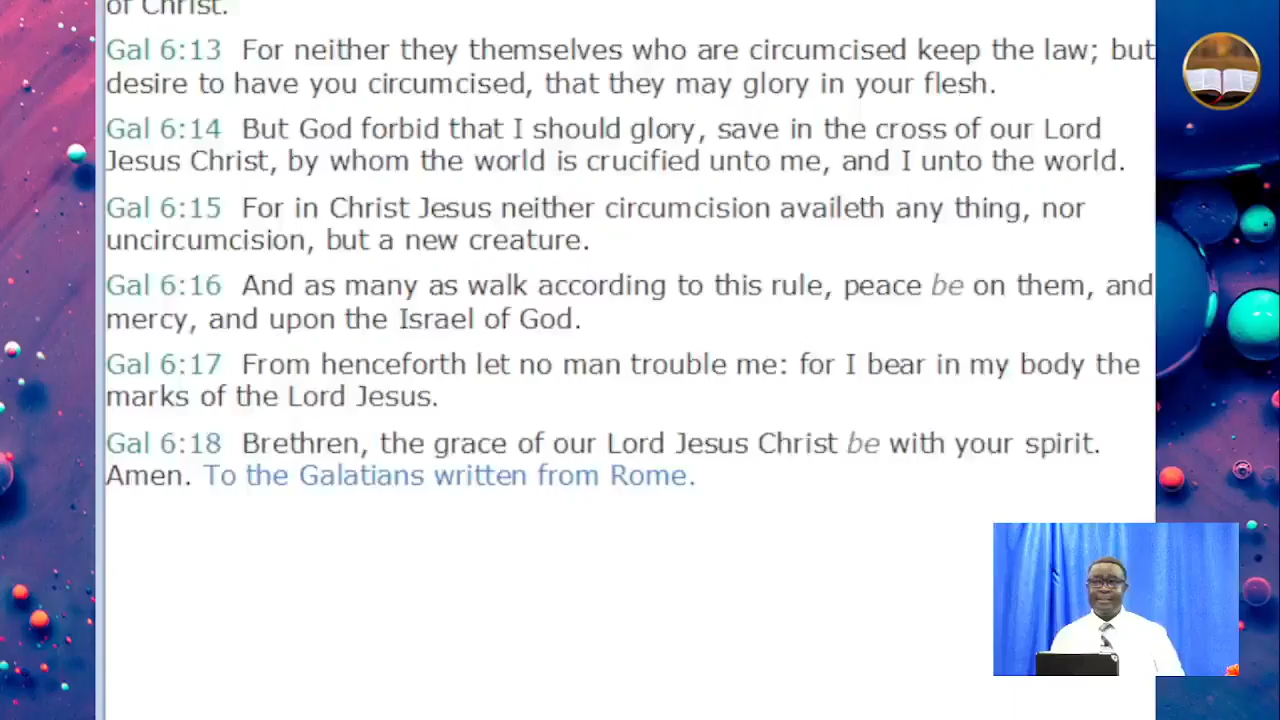 of Christ.
Gal 6:13 For neither they themselves who are circumcised keep the law; but
desire to have you circumcised, that they may glory in your flesh.
Gal 6:14 But God forbid that I should glory, save in the cross of our Lord
Jesus Christ, by whom the world is crucified unto me, and I unto the world.
Gal 6:15 For in Christ Jesus neither circumcision availeth any thing, nor
uncircumcision, but a new creature.
Gal 6:16 And as many as walk according to this rule, peace be on them, and
mercy, and upon the Israel of God.
Gal 6:17 From henceforth let no man trouble me: for I bear in my body the
marks of the Lord Jesus.
Gal 6:18 Brethren, the grace of our Lord Jesus Christ be with your spirit.
Amen. To the Galatians written from Rome.